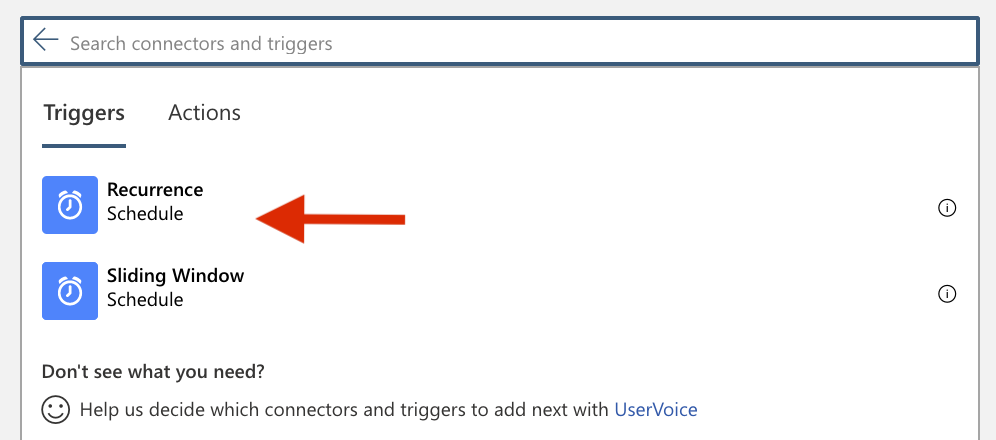 Search connectors and triggers
Triggers Actions
Recurrence
Schedule
Sliding Window
Schedule
Don't see what you need?
Help us decide which connectors and triggers to add next with UserVoice